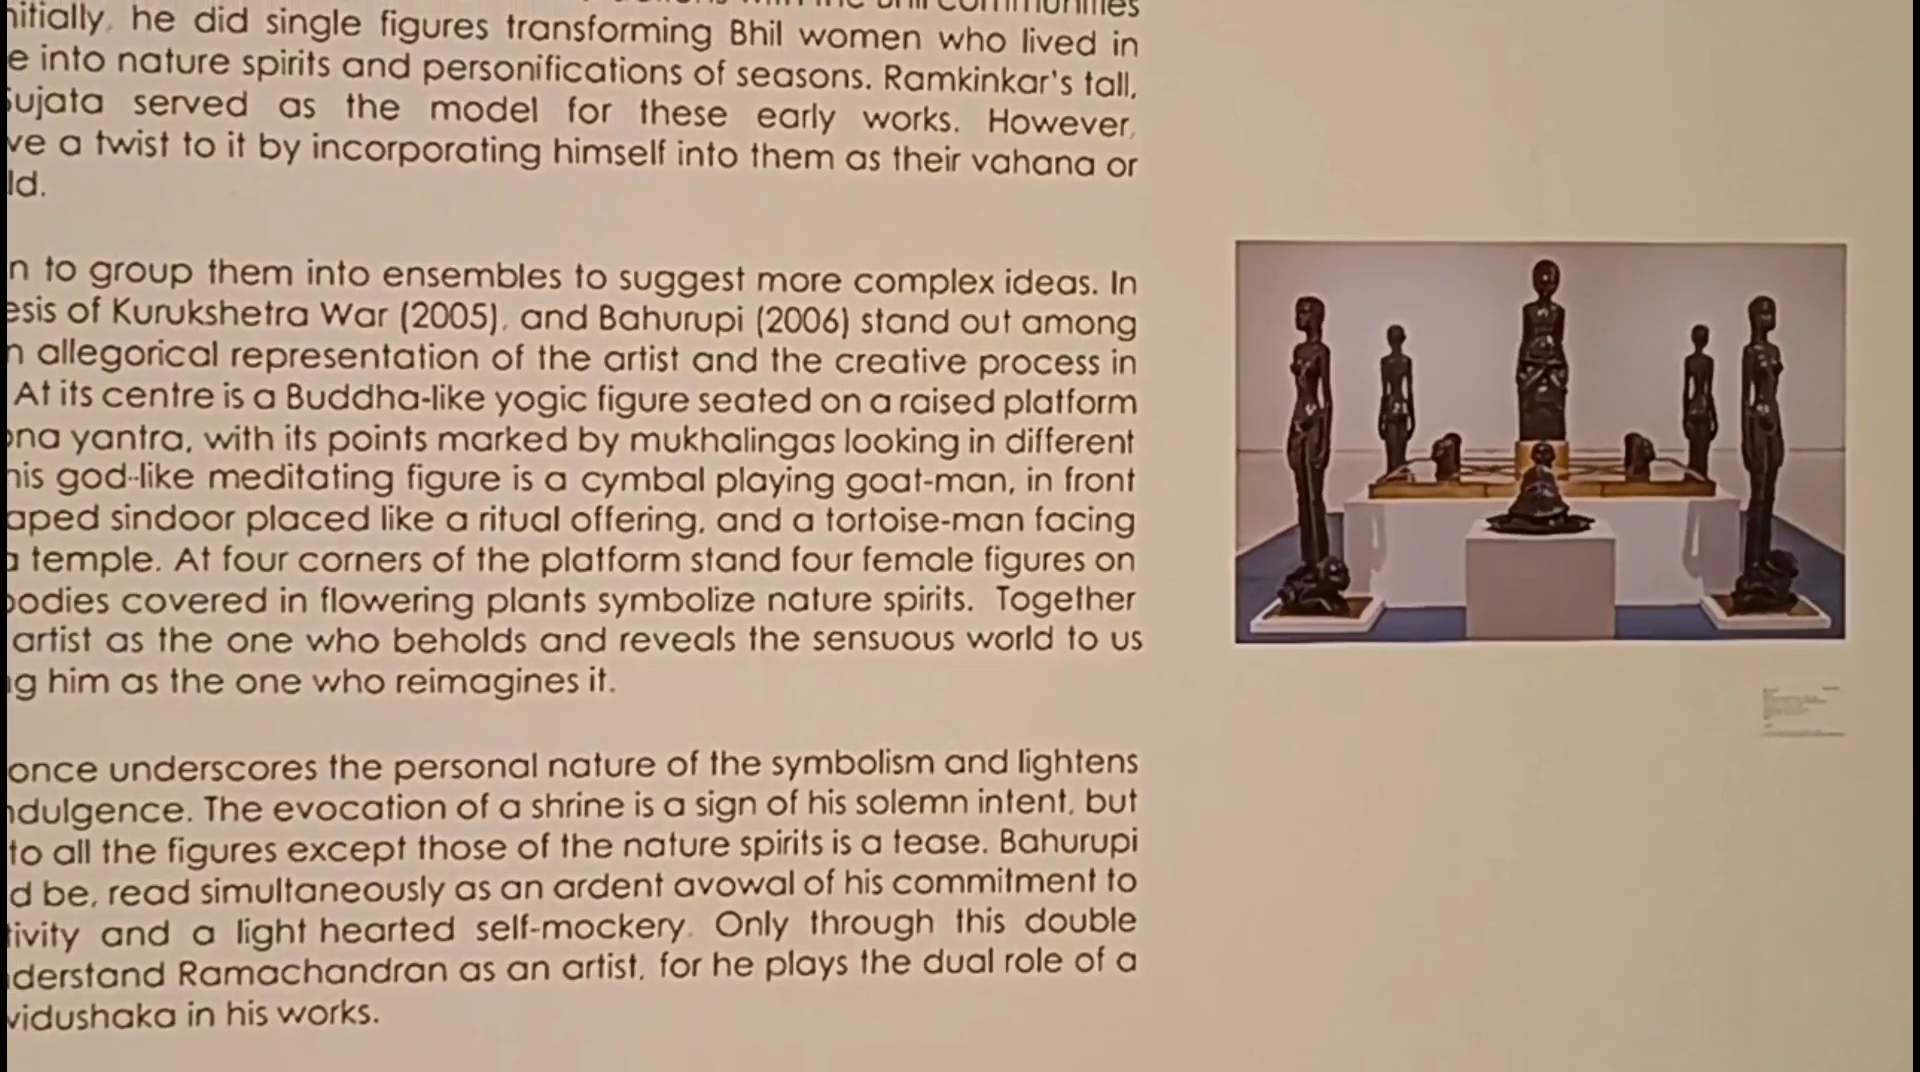 he did single figures transforming Bhil women who lived in
e into nature spirits and personifications of seasons. Ramkinkar's tall,
Sujata served as the model for these early works. However,
ve a twist to it by incorporating himself into them as their vahana or
ld.
n to group them into ensembles to suggest more complex ideas. In
esis of Kurukshetra War (2005), and Bahurupi (2006) stand out among
n allegorical representation of the artist and the creative process in
At its centre is a Buddha-like yogic figure seated on a raised platform
ona yantra, with its points marked by mukhalingas looking in different
his god-like meditating figure is a cymbal playing goat-man, in front
aped sindoor placed like a ritual offering, and a tortoise-man facing
a temple. At four corners of the platform stand four female figures on
bodies covered in flowering plants symbolize nature spirits. Together
artist as the one who beholds and reveals the sensuous world to us
ng him as the one who reimagines it.
once underscores the personal nature of the symbolism and lightens
ndulgence. The evocation of a shrine is a sign of his solemn intent, but
to all the figures except those of the nature spirits is a tease. Bahurupi
d be, read simultaneously as an ardent avowal of his commitment to
tivity and a light hearted self-mockery. Only through this double
nderstand Ramachandran as an artist, for he plays the dual role of a
vidushaka in his works.